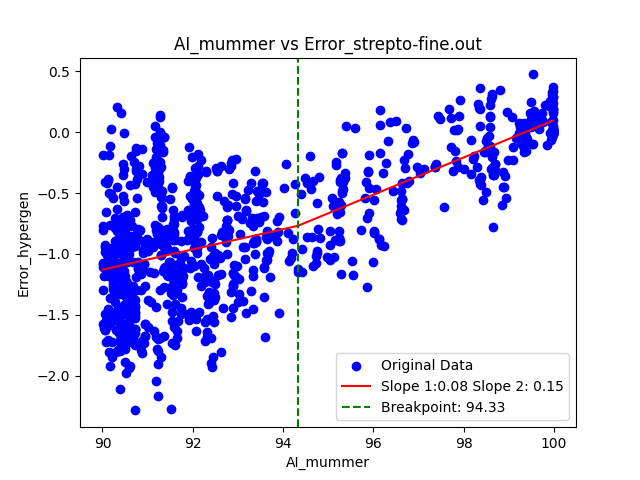 AI_mummer vs Error_strepto-fine.out
Error_hypergen
0.5
0.0
−0.5
−1.0
−1.5
−2.0
90 92 94 96 98 100
AI_mummer
Original Data
Slope 1:0.08 Slope 2: 0.15
Breakpoint: 94.33